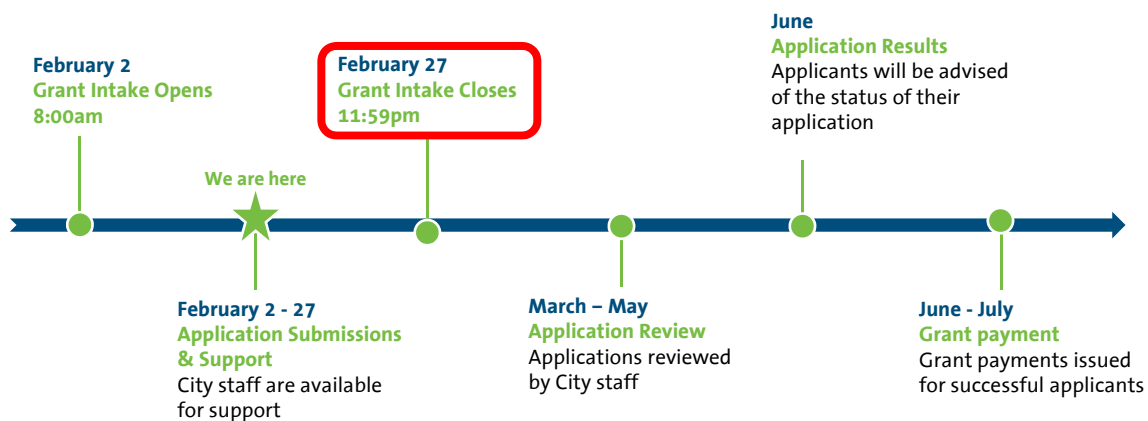 February 2
Grant Intake Opens
8:00am
We are here
February 2 - 27
Application Submissions
& Support
City staff are available
for support
February 27
Grant Intake Closes
11:59pm
March – May
Application Review
Applications reviewed
by City staff
June
Application Results
Applicants will be advised
of the status of their
application
June - July
Grant payment
Grant payments issued
for successful applicants